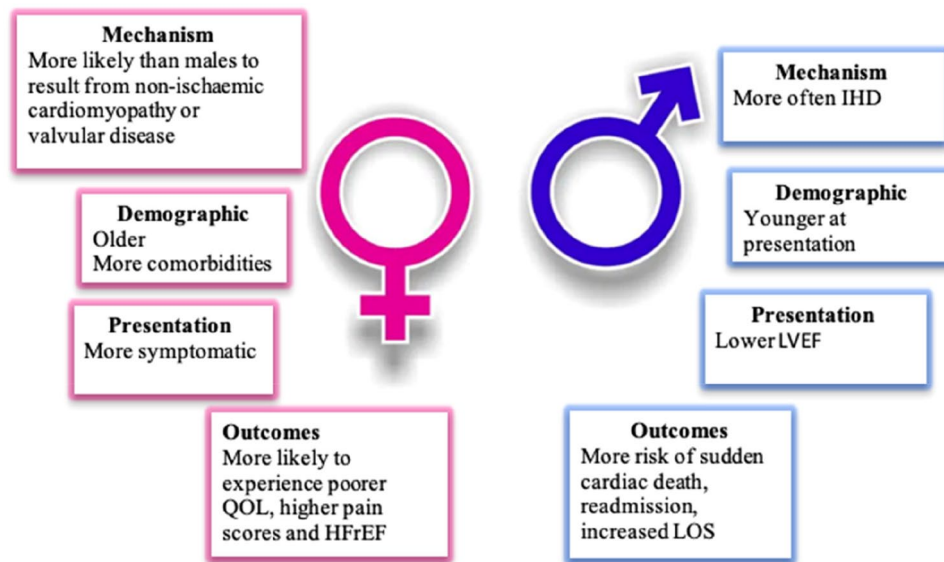 Mechanism
More likely than males to
result from non-ischaemic
cardiomyopathy or
valvular disease
Demographic
Older
More comorbidities
Presentation
More symptomatic
Outcomes
More likely to
experience poorer
QOL, higher pain
scores and HFrEF
Mechanism
More often IHD
Demographic
Younger at
presentation
Presentation
Lower LVEF
Outcomes
More risk of sudden
cardiac death,
readmission,
increased LOS